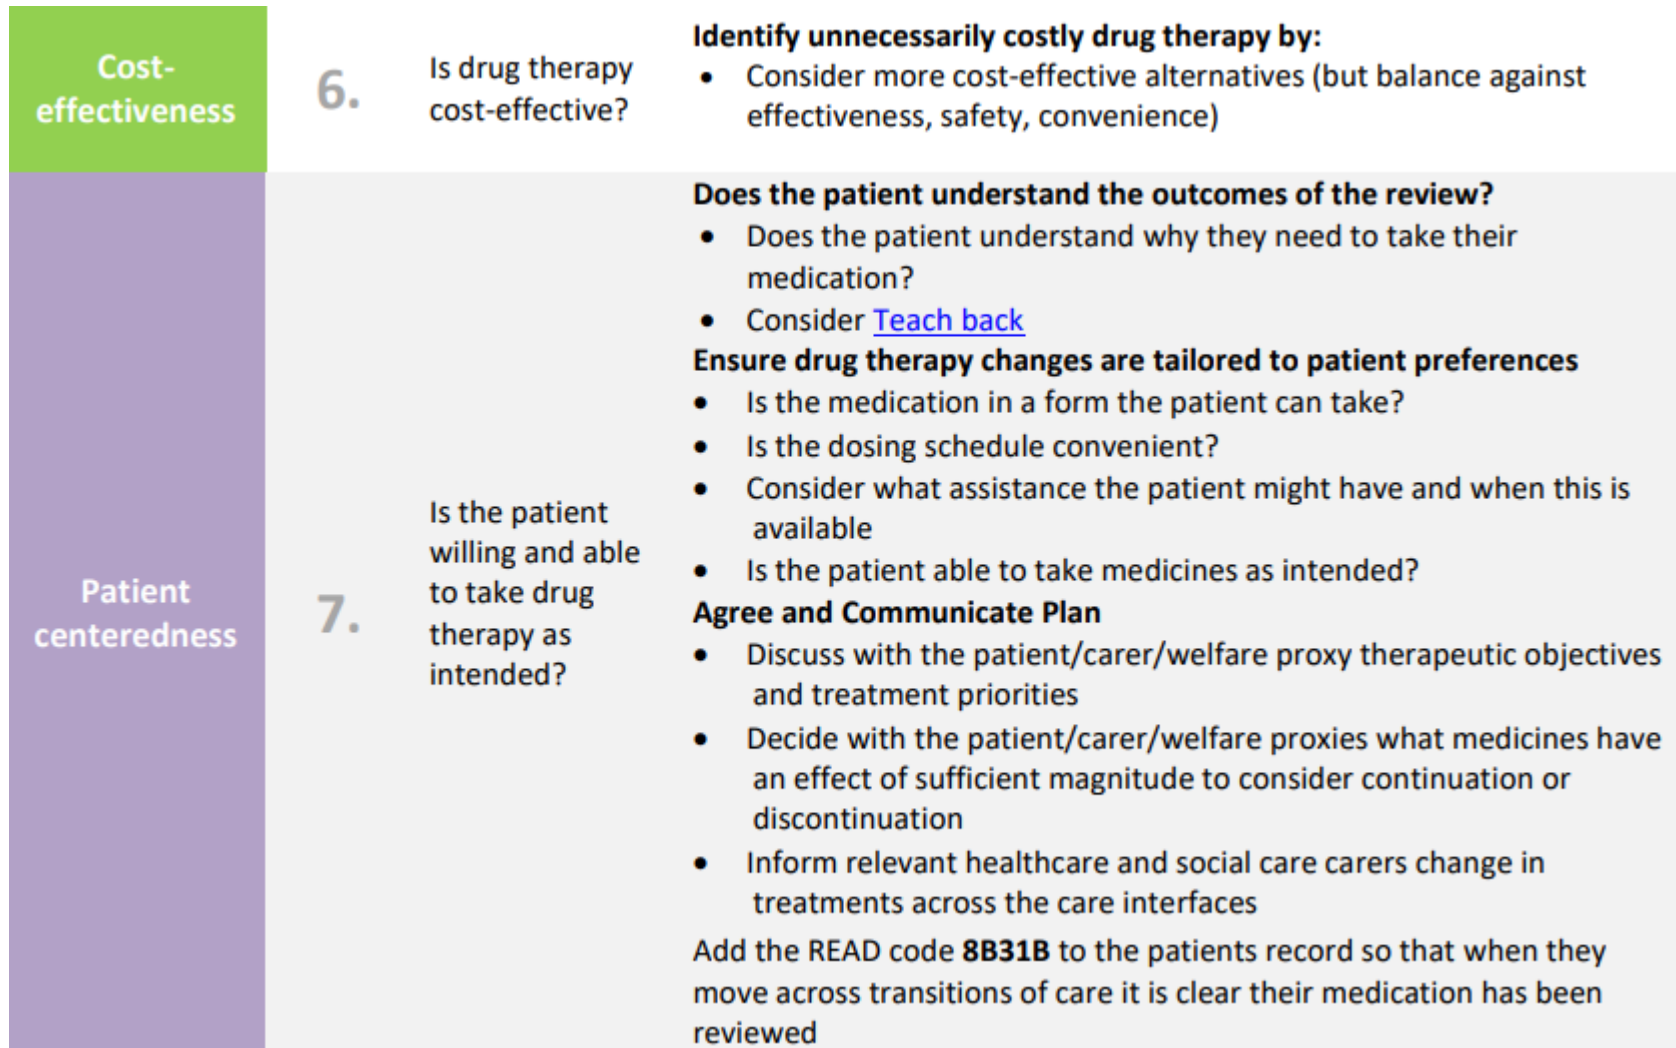 Cost-
effectiveness
6.
Is drug therapy
cost-effective?
Identify unnecessarily costly drug therapy by:
• Consider more cost-effective alternatives (but balance against
effectiveness, safety, convenience)
Patient
centeredness
7.
Is the patient
willing and able
to take drug
therapy as
intended?
Does the patient understand the outcomes of the review?
• Does the patient understand why they need to take their
medication?
• Consider Teach back
Ensure drug therapy changes are tailored to patient preferences
• Is the medication in a form the patient can take?
• Is the dosing schedule convenient?
• Consider what assistance the patient might have and when this is
available
• Is the patient able to take medicines as intended?
Agree and Communicate Plan
• Discuss with the patient/carer/welfare proxy therapeutic objectives
and treatment priorities
• Decide with the patient/carer/welfare proxies what medicines have
an effect of sufficient magnitude to consider continuation or
discontinuation
• Inform relevant healthcare and social care carers change in
treatments across the care interfaces
Add the READ code 8B31B to the patients record so that when they
move across transitions of care it is clear their medication has been
reviewed